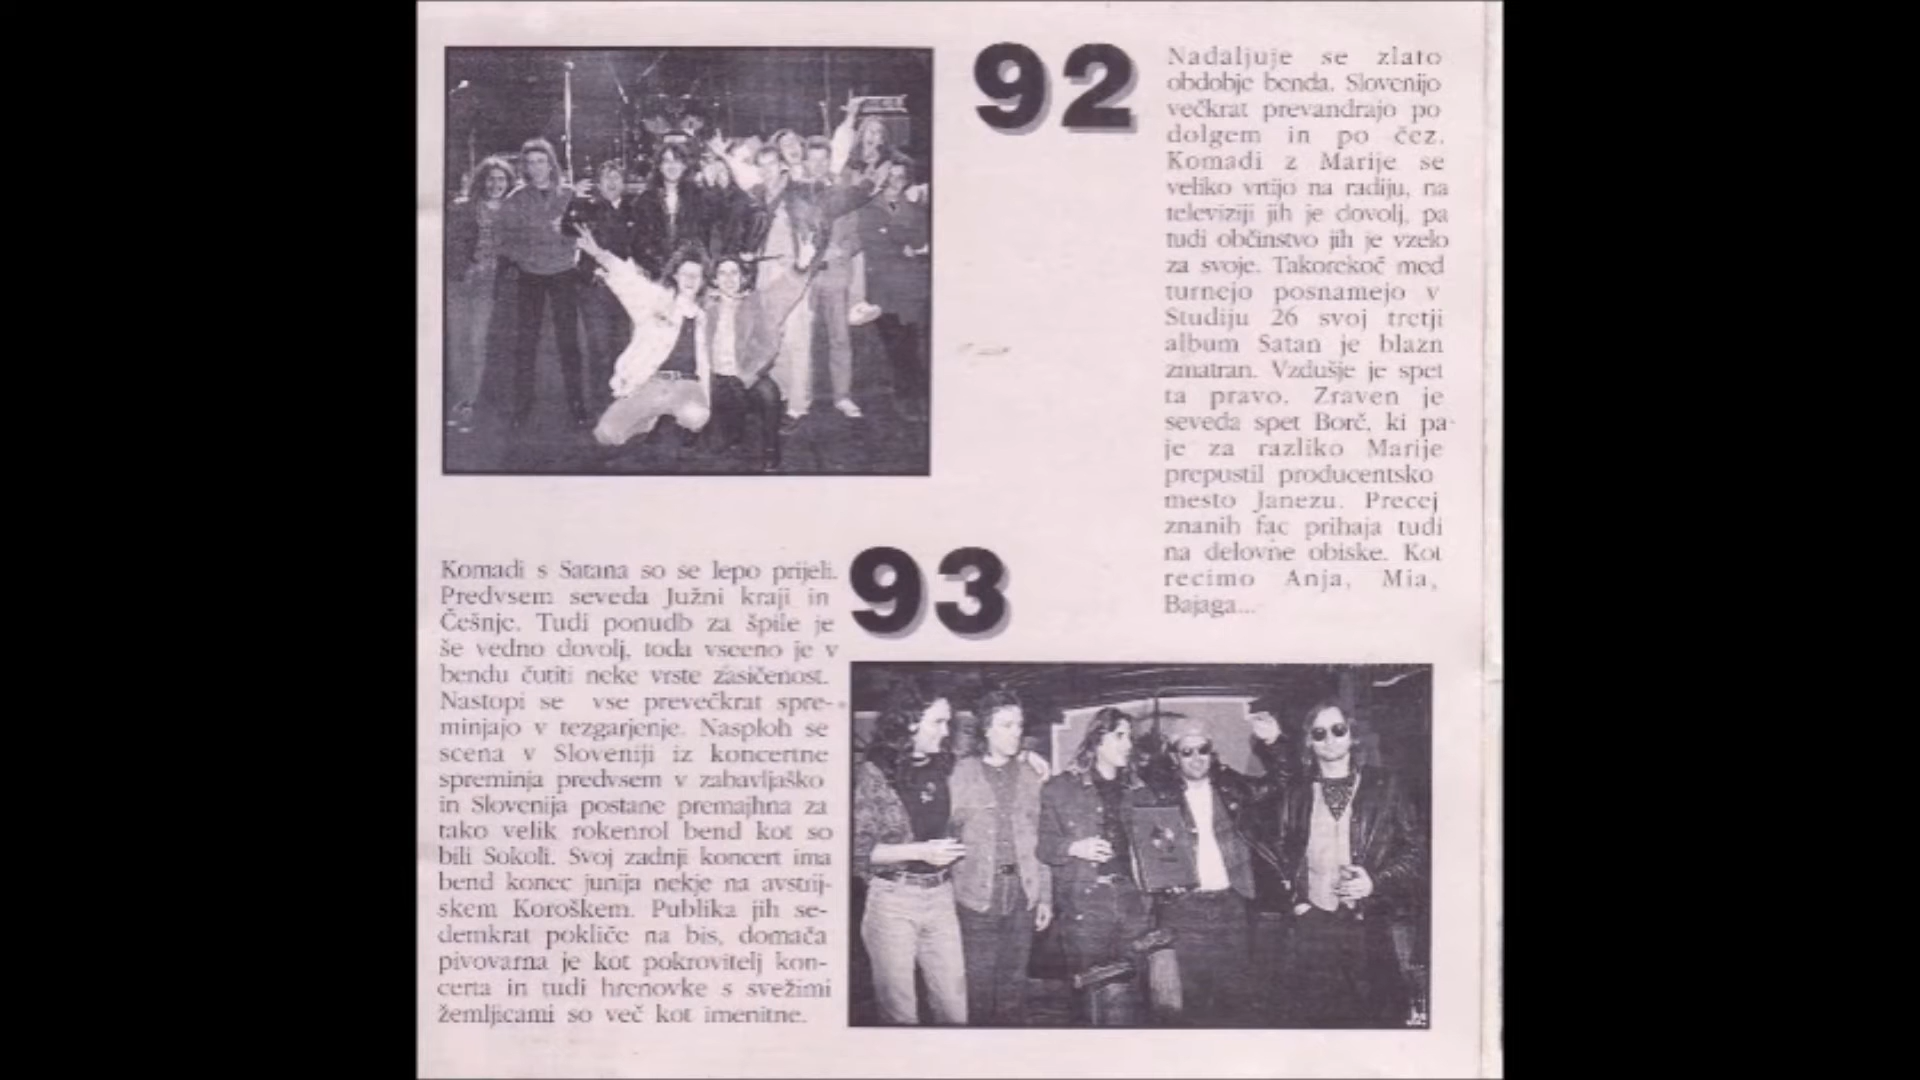 92
Nadaljuje se zlato
obdobje benda. Slovenijo
večkrat prevandrajo po
dolgem in po čez.
Komadi z Marije se
veliko vrtijo na radiju, na
televiziji jih je dovolj, pa
tudi občinstvo jih je vzelo
za svoje. Takorekoč med
turnejo posnamejo v
Studiju 26 svoj tretji
album Satan je blazn
zmatran. Vzdušje je spet
ta pravo. Zraven je
seveda spet Borč, ki pa
je za razliko Marije
prepustil producentsko
mesto Janezu. Precej
znanih fac prihaja tudi
na delovne obiske. Kot
recimo Anja, Mia,
Bajaga...
93
Komadi s Satana so se lepo prijeli.
Predvsem seveda Južni kraji in
Češnje. Tudi ponudb za špile je
še vedno dovolj, toda vseeno je v
bendu čutiti neke vrste zasičenost.
Nastopi se vse prevečkrat spre-
minjajo v tezgarjenje. Nasploh se
scena v Sloveniji iz koncertne
spreminja predvsem v zabavljaško
in Slovenija postane premajhna za
tako velik rokenrol bend kot so
bili Sokoli. Svoj zadnji koncert ima
bend konec junija nekje na avstrij-
skem Koroškem. Publika jih se-
demkrat pokliče na bis, domača
pivovarna je kot pokrovitelj kon-
certa in tudi hrenovke s svežimi
žemljicami so več kot imenitne.